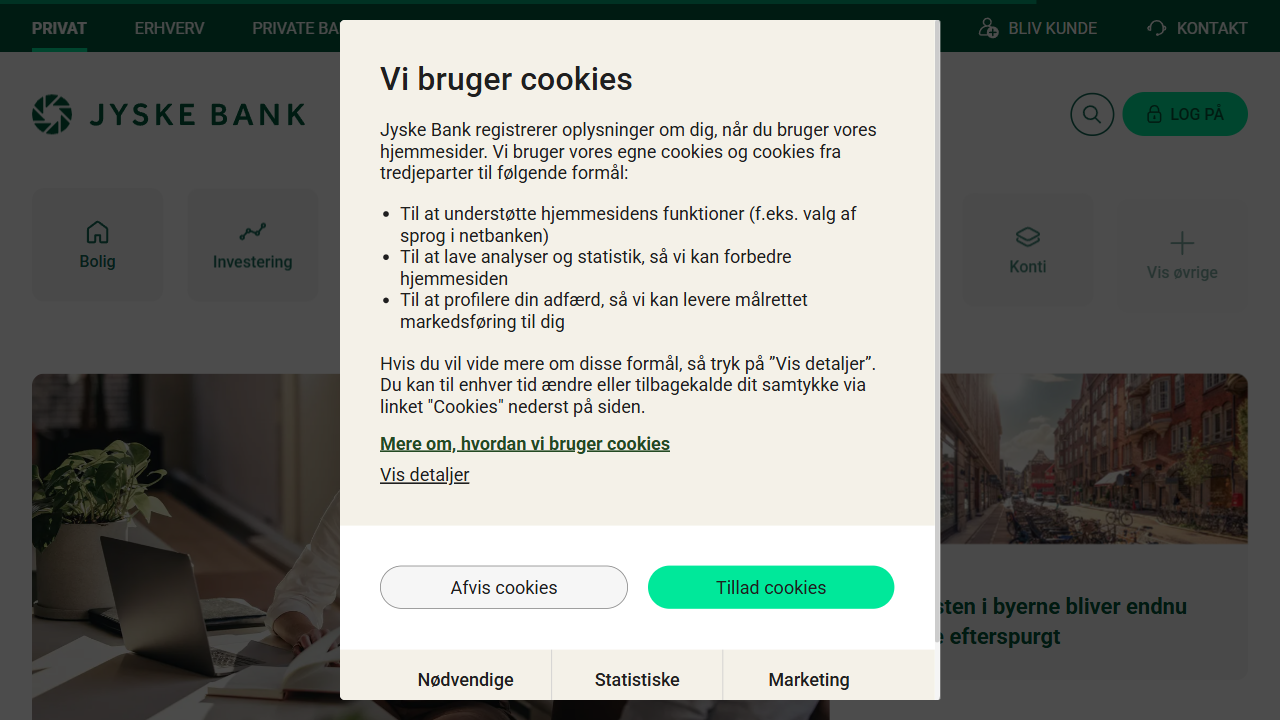 PRIVAT
ERHVERV
PRIVATE BA
BLIV KUNDE
KONTAKT
JYSKE BANK
LOG PÅ
Bolig
Investering
Konti
Vis øvrige
Vi bruger cookies
Jyske Bank registrerer oplysninger om dig, når du bruger vores
hjemmesider. Vi bruger vores egne cookies og cookies fra
tredjeparter til følgende formål:
• Til at understøtte hjemmesidens funktioner (f.eks. valg af
sprog i netbanken)
• Til at lave analyser og statistik, så vi kan forbedre
hjemmesiden
• Til at profilere din adfærd, så vi kan levere målrettet
markedsføring til dig
Hvis du vil vide mere om disse formål, så tryk på ”Vis detaljer”.
Du kan til enhver tid ændre eller tilbagekalde dit samtykke via
linket "Cookies" nederst på siden.
Mere om, hvordan vi bruger cookies
Vis detaljer
Afvis cookies
Tillad cookies
Nødvendige
Statistiske
Marketing
sten i byerne bliver endnu
efterspurgt